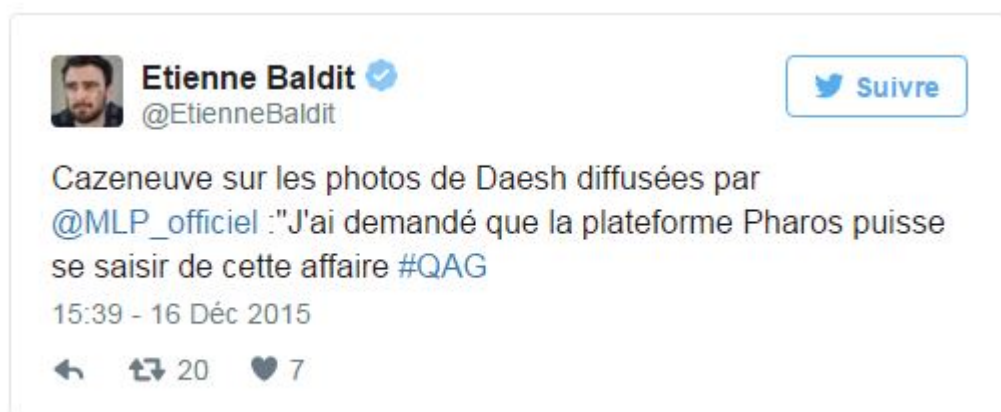 Etienne Baldit
@EtienneBaldit
Suivre
Cazeneuve sur les photos de Daesh diffusées par
@MLP_officiel :"J'ai demandé que la plateforme Pharos puisse
se saisir de cette affaire #QAG
15:39 - 16 Déc 2015
20 7